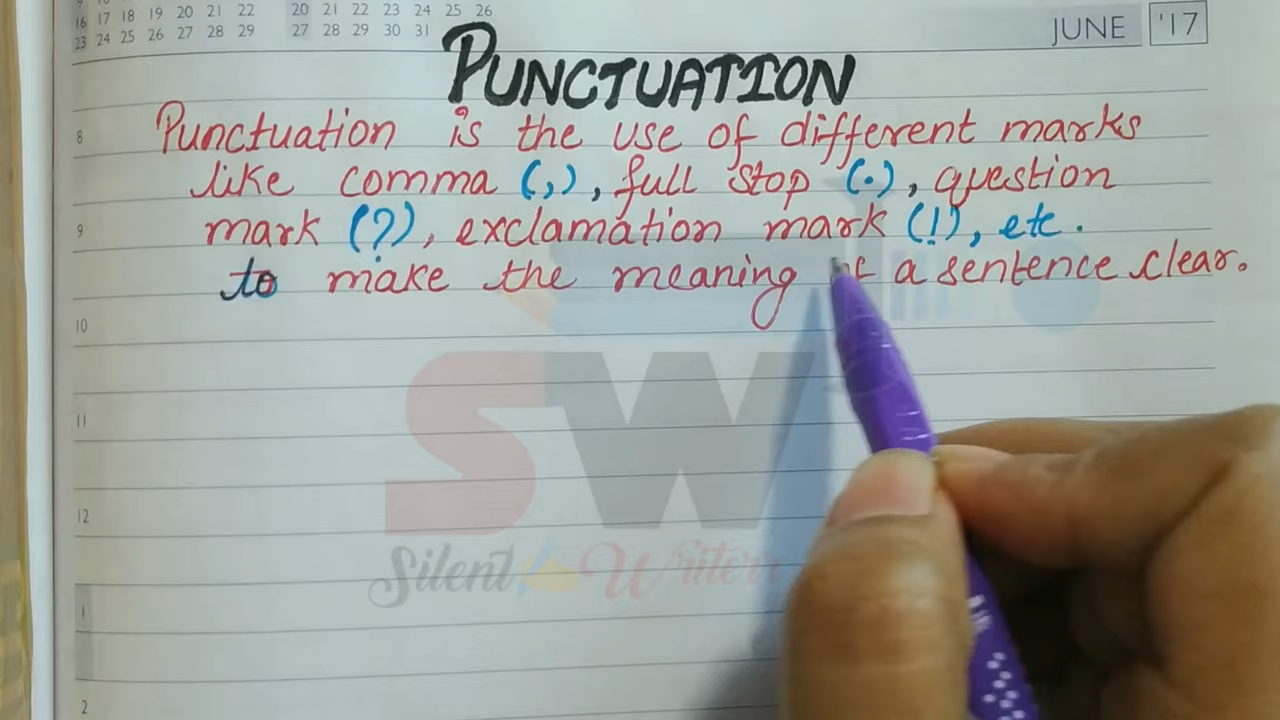 16 17 18 19 20 21 22 20 21 22 23 24 25 26
23 24 25 26 27 28 29 27 28 29 30 31
JUNE '17
PUNCTUATION
8 Punctuation is the use of different marks
like comma (,), full stop (.), question
9 mark (?), exclamation mark (!), etc.
to make the meaning of a sentence clear.
10
11
SW
12
Silent Writers
1
2